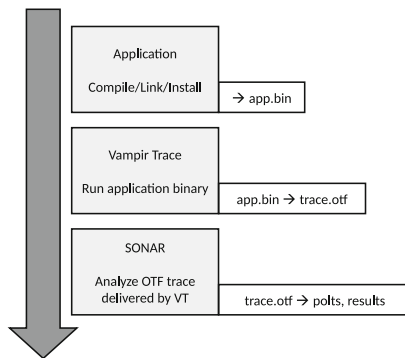 Application
Compile/Link/Install
→ app.bin
Vampir Trace
Run application binary
app.bin → trace.otf
SONAR
Analyze OTF trace
delivered by VT
trace.otf → polts, results